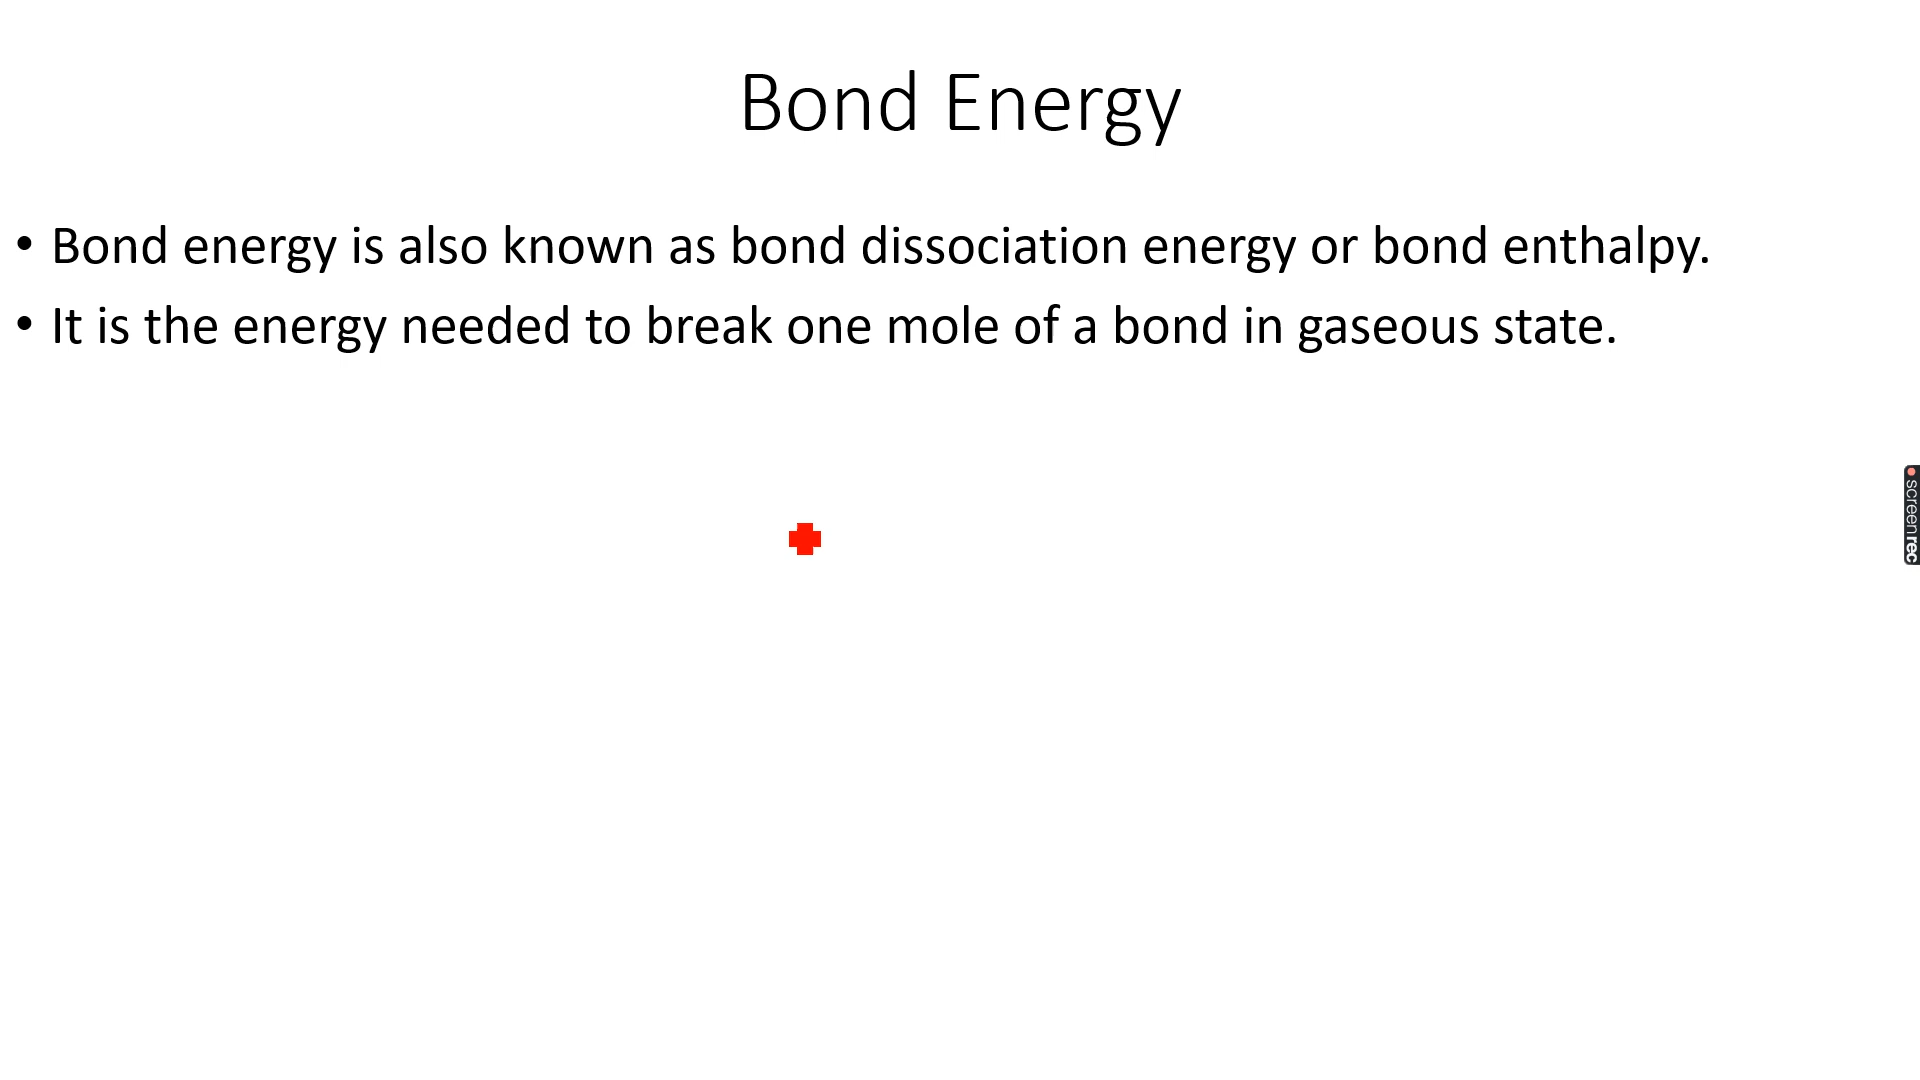 Bond Energy
• Bond energy is also known as bond dissociation energy or bond enthalpy.
• It is the energy needed to break one mole of a bond in gaseous state.
screenrec